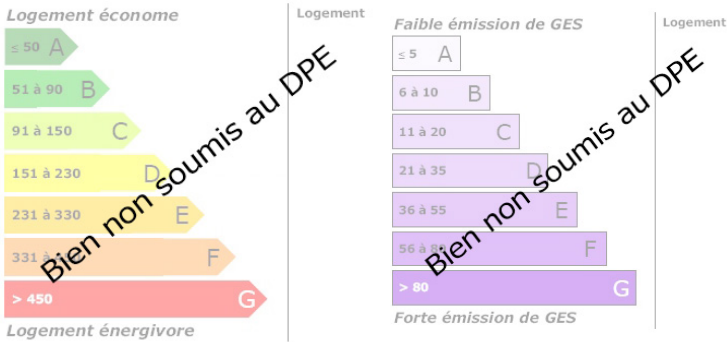 Logement économe
Logement
≤ 50 A
51 à 90 B
91 à 150 C
151 à 230 D
231 à 330 E
331 à F
> 450 G
Logement énergivore
Bien non soumis au DPE
Faible émission de GES
Logement
≤ 5 A
6 à 10 B
11 à 20 C
21 à 35 D
36 à 55 E
56 à 80 F
> 80 G
Forte émission de GES
Bien non soumis au DPE